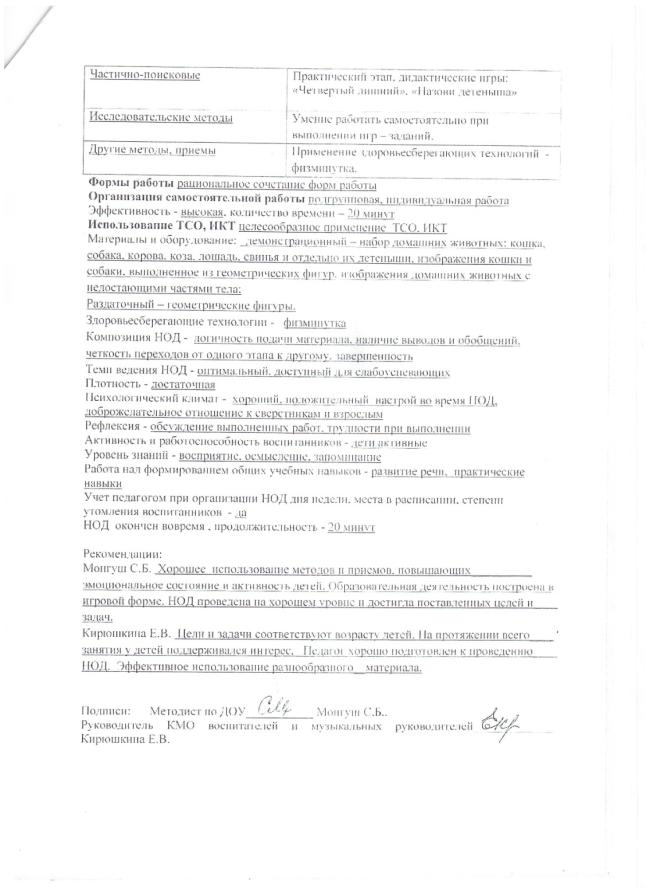 Частично-поисковые Практический этап, дидактические игры:
«Четвертый лишний», «Назови детеныша»
Исследовательские методы Умение работать самостоятельно при
выполнении игр – заданий.
Другие методы, приемы Применение здоровьесберегающих технологий -
физминутка.
Формы работы рациональное сочетание форм работы
Организация самостоятельной работы подгрупповая, индивидуальная работа
Эффективность - высокая, количество времени – 20 минут
Использование ТСО, ИКТ целесообразное применение ТСО, ИКТ
Материалы и оборудование: демонстрационный – набор домашних животных: кошка,
собака, корова, коза, лошадь, свинья и отдельно их детеныши, изображения кошки и
собаки, выполненное из геометрических фигур, изображения домашних животных с
недостающими частями тела:
Раздаточный – геометрические фигуры.
Здоровьесберегающие технологии - физминутка
Композиция НОД - логичность подачи материала, наличие выводов и обобщений,
четкость переходов от одного этапа к другому, завершенность
Темп ведения НОД - оптимальный, доступный для слабоуспевающих
Плотность - достаточная
Психологический климат - хороший, положительный настрой во время НОД,
доброжелательное отношение к сверстникам и взрослым
Рефлексия - обсуждение выполненных работ, трудности при выполнении
Активность и работоспособность воспитанников - дети активные
Уровень знаний - восприятие, осмысление, запоминание
Работа над формированием общих учебных навыков - развитие речи, практические
навыки
Учет педагогом при организации НОД дня недели, места в расписании, степени
утомления воспитанников - да
НОД окончен вовремя , продолжительность - 20 минут
Рекомендации:
Монгуш С.Б. Хорошее использование методов и приемов, повышающих
эмоциональное состояние и активность детей. Образовательная деятельность построена в
игровой форме. НОД проведена на хорошем уровне и достигла поставленных целей и
задач.
Кирюшкина Е.В. Цели и задачи соответствуют возрасту детей. На протяжении всего
занятия у детей поддерживался интерес. Педагог хорошо подготовлен к проведению
НОД. Эффективное использование разнообразного материала.
Подписи: Методист по ДОУ Монгуш С.Б..
Руководитель КМО воспитателей и музыкальных руководителей
Кирюшкина Е.В.